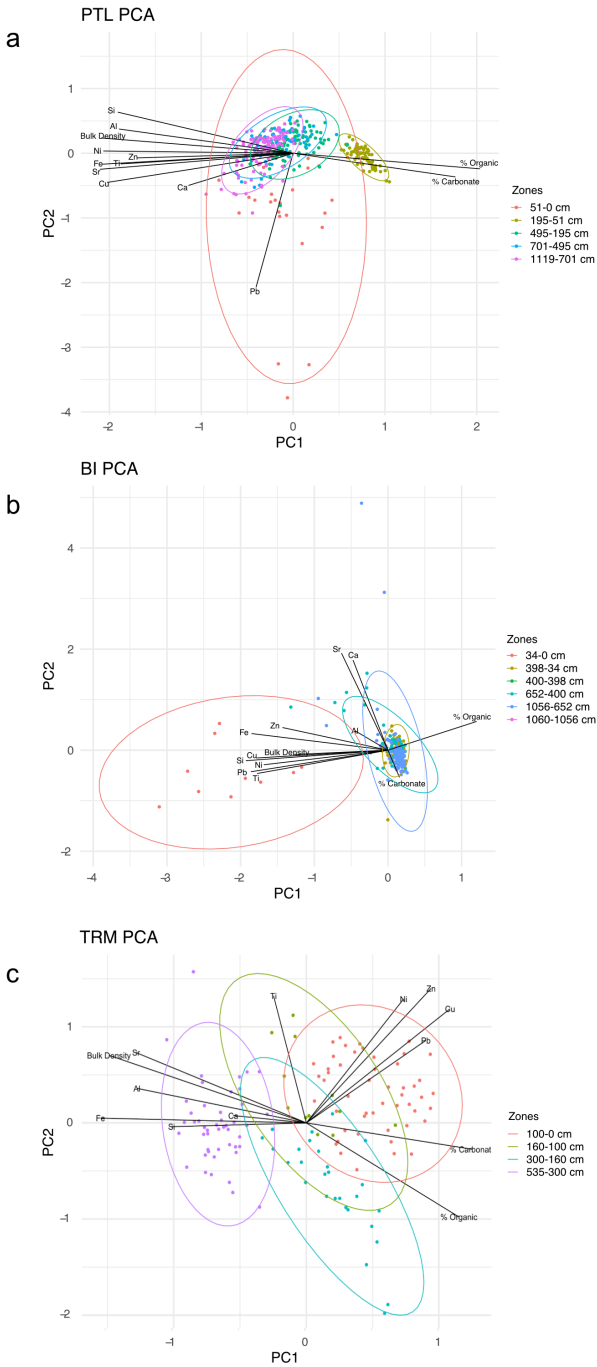 PTL PCA
a
1
0
−1
−2
−3
−4
PC2
Si
Al
Bulk Density
Ni
Zn
Fe
Ti
Sr
Cu
Ca
Pb
% Organic
% Carbonate
−2
−1
0
1
2
PC1
Zones
51-0 cm
195-51 cm
495-195 cm
701-495 cm
1119-701 cm
BI PCA
b
4
2
0
−2
PC2
Sr
Ca
Zn
Al
Fe
% Organic
Bulk Density
Cu
Si
Ni
Pb
Ti
% Carbonate
−4
−3
−2
−1
0
1
PC1
Zones
34-0 cm
398-34 cm
400-398 cm
652-400 cm
1056-652 cm
1060-1056 cm
TRM PCA
c
1
0
−1
−2
PC2
Ti
Ni
Zn
Cu
Pb
Sr
Bulk Density
Al
Fe
Ca
Si
% Carbonat
% Organic
−1
0
1
PC1
Zones
100-0 cm
160-100 cm
300-160 cm
535-300 cm